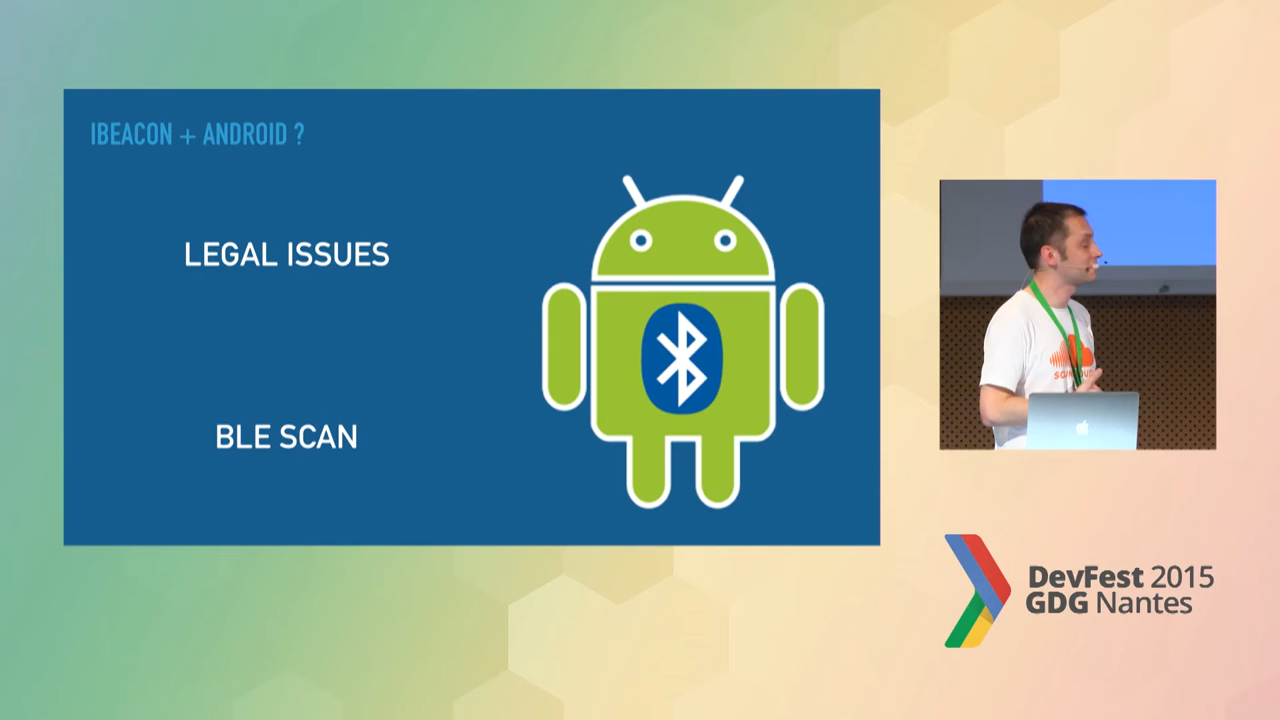 IBEACON + ANDROID ?
LEGAL ISSUES
BLE SCAN
DevFest 2015
GDG Nantes